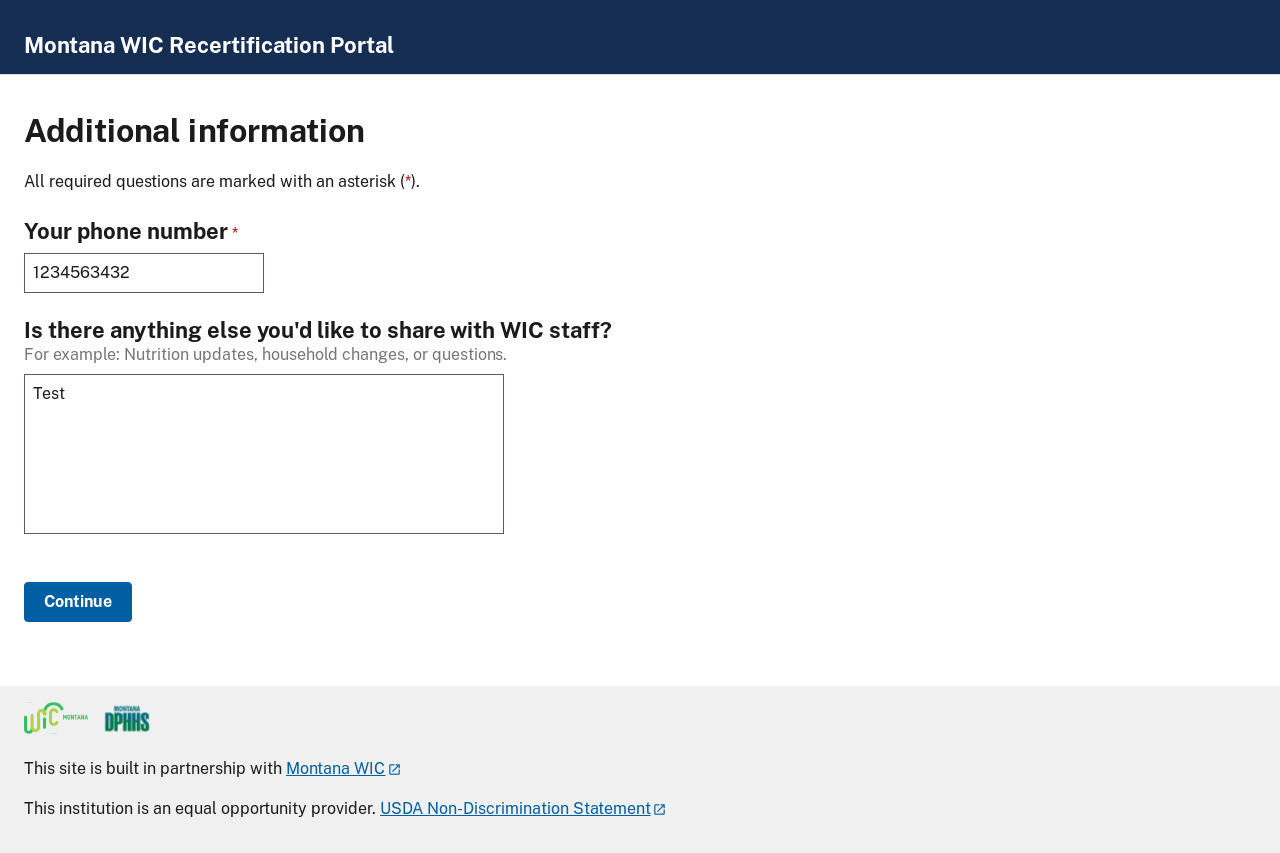 Montana WIC Recertification Portal
Additional information
All required questions are marked with an asterisk (*).
Your phone number *
1234563432
Is there anything else you'd like to share with WIC staff?
For example: Nutrition updates, household changes, or questions.
Test
Continue
WIC MONTANA
MONTANA
DPHHS
This site is built in partnership with Montana WIC
This institution is an equal opportunity provider. USDA Non-Discrimination Statement